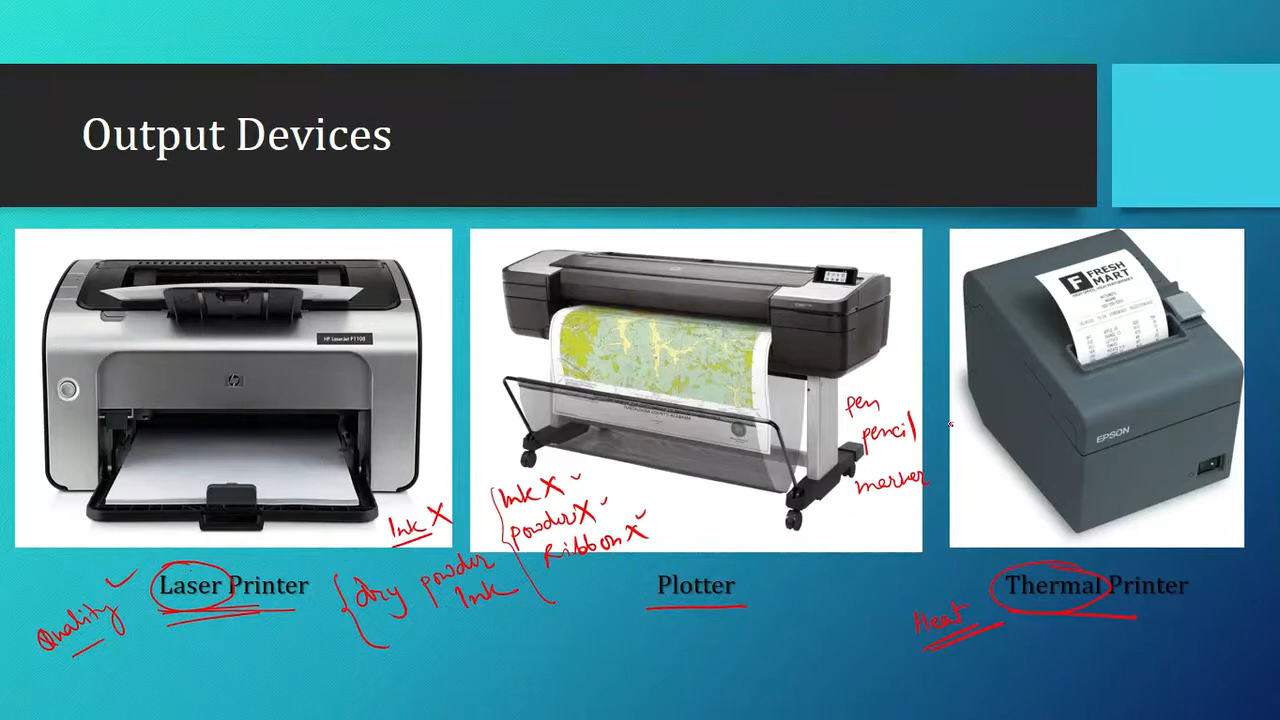 Output Devices
HP LaserJet P1108
hp
FRESH
MART
EPSON
pen
pencil
marker
Ink X
powder X
Ribbon X
Ink X
Laser Printer
Plotter
Thermal Printer
Quality
dry powder
Ink
Heat